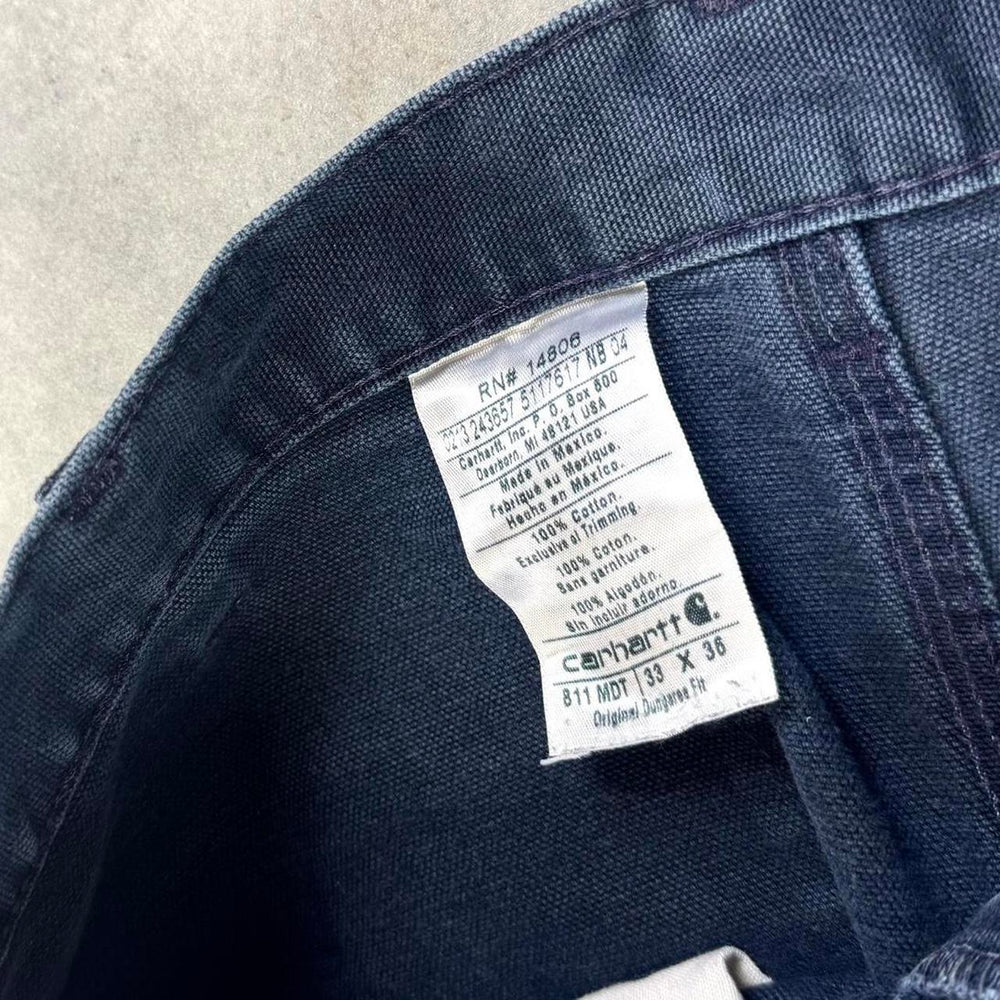 RN# 14806
0213 243657 5117617 NB 04
Carhartt, Inc. P. O. Box 600
Dearborn, MI 48121 USA
Made in Mexico.
Fabriqué au Mexique.
Hecho en México.
100% Cotton.
Exclusive of Trimming.
100% Coton.
Sans garniture.
100% Algodón.
Sin incluir adorno.
carhartt
811 MDT 33 X 36
Original Dungaree Fit